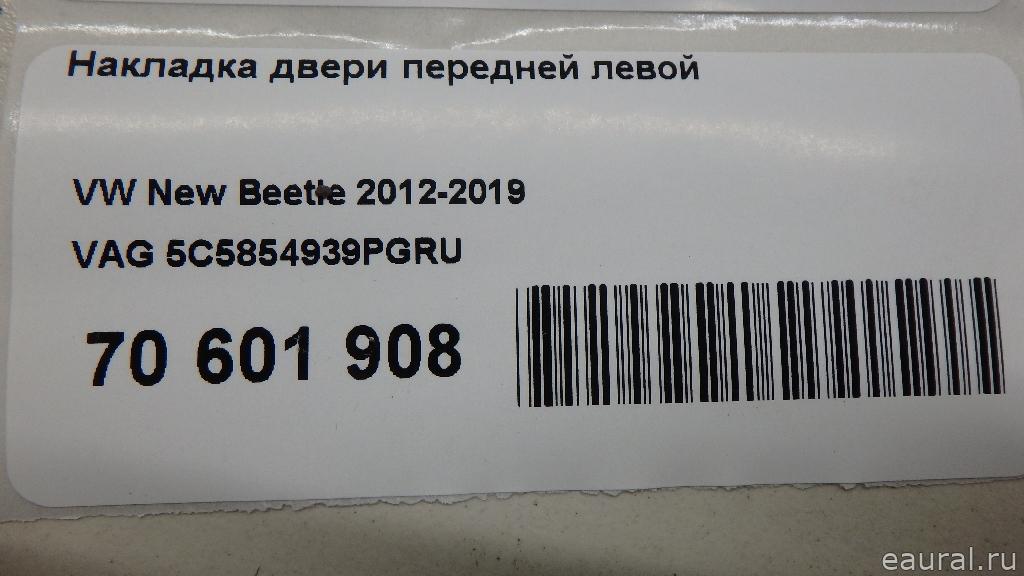 Накладка двери передней левой
VW New Beetle 2012-2019
VAG 5C5854939PGRU
70 601 908
eaural.ru